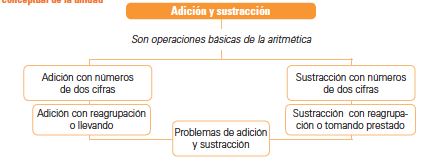 conceptual de la unidad
Adición y sustracción
Son operaciones básicas de la aritmética
Adición con números
de dos cifras
Sustracción con números
de dos cifras
Adición con reagrupación
o llevando
Sustracción con reagrupa-
ción o tomando prestado
Problemas de adición
y sustracción